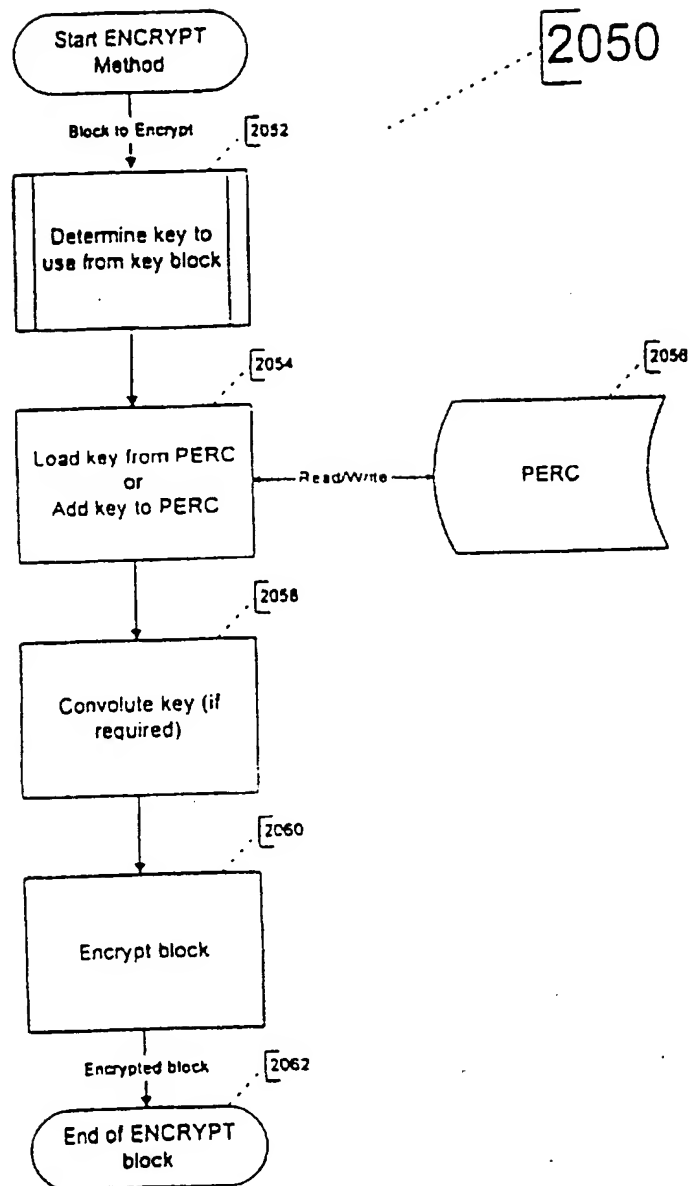 Start ENCRYPT
Method
2050
Block to Encrypt
2052
Determine key to
use from key block
2054
Load key from PERC
or
Add key to PERC
Read/Write
2056
PERC
2058
Convolute key (if
required)
2060
Encrypt block
Encrypted block
2062
End of ENCRYPT
block